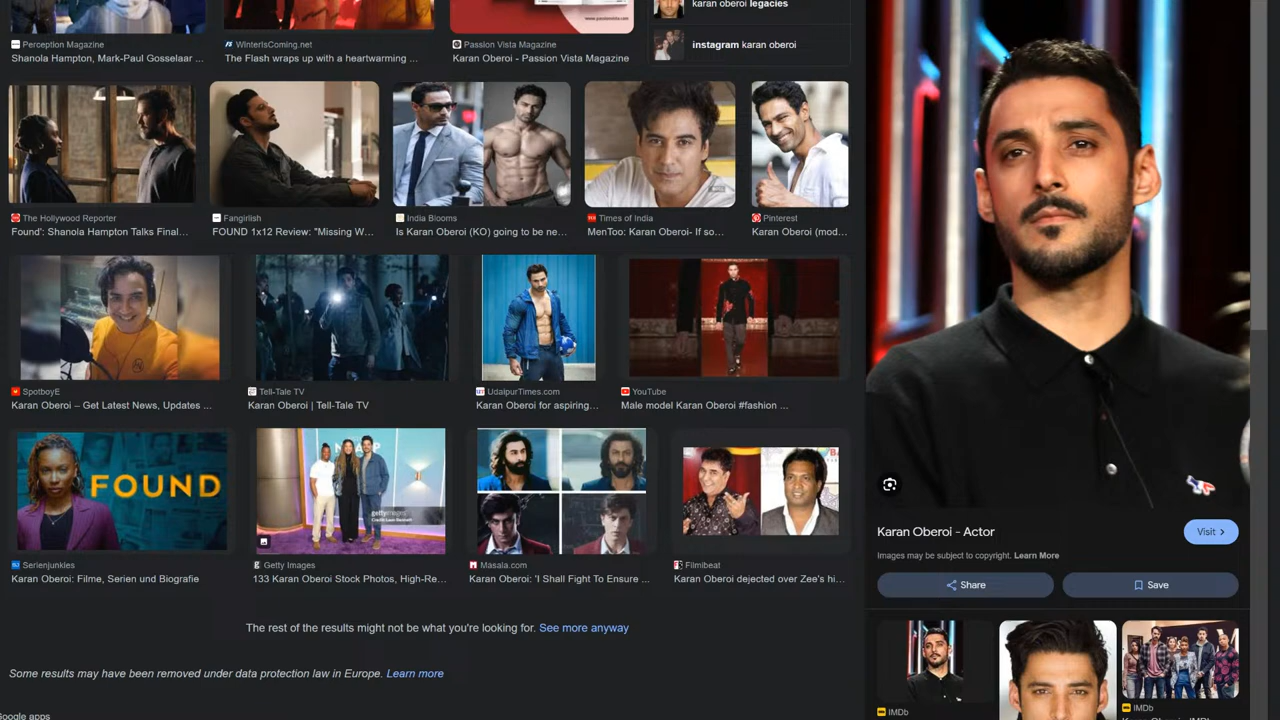 karan oberoi legacies
instagram karan oberoi
www.passionvista.com
Perception Magazine
Shanola Hampton, Mark-Paul Gosselaar ...
WinterIsComing.net
The Flash wraps up with a heartwarming ...
Passion Vista Magazine
Karan Oberoi - Passion Vista Magazine
The Hollywood Reporter
Found': Shanola Hampton Talks Final...
Fangirlish
FOUND 1x12 Review: "Missing W...
India Blooms
Is Karan Oberoi (KO) going to be ne...
Times of India
MenToo: Karan Oberoi- If so...
Pinterest
Karan Oberoi (mod...
SpotboyE
Karan Oberoi – Get Latest News, Updates ...
Tell-Tale TV
Karan Oberoi | Tell-Tale TV
UdaipurTimes.com
Karan Oberoi for aspiring...
YouTube
Male model Karan Oberoi #fashion ...
FOUND
gettyimages
Serienjunkies
Karan Oberoi: Filme, Serien und Biografie
Getty Images
133 Karan Oberoi Stock Photos, High-Re...
Masala.com
Karan Oberoi: 'I Shall Fight To Ensure ...
Filmibeat
Karan Oberoi dejected over Zee's hi...
The rest of the results might not be what you're looking for. See more anyway
Some results may have been removed under data protection law in Europe. Learn more
Google apps
Karan Oberoi - Actor
Visit
Images may be subject to copyright. Learn More
Share
Save
IMDb
IMDb